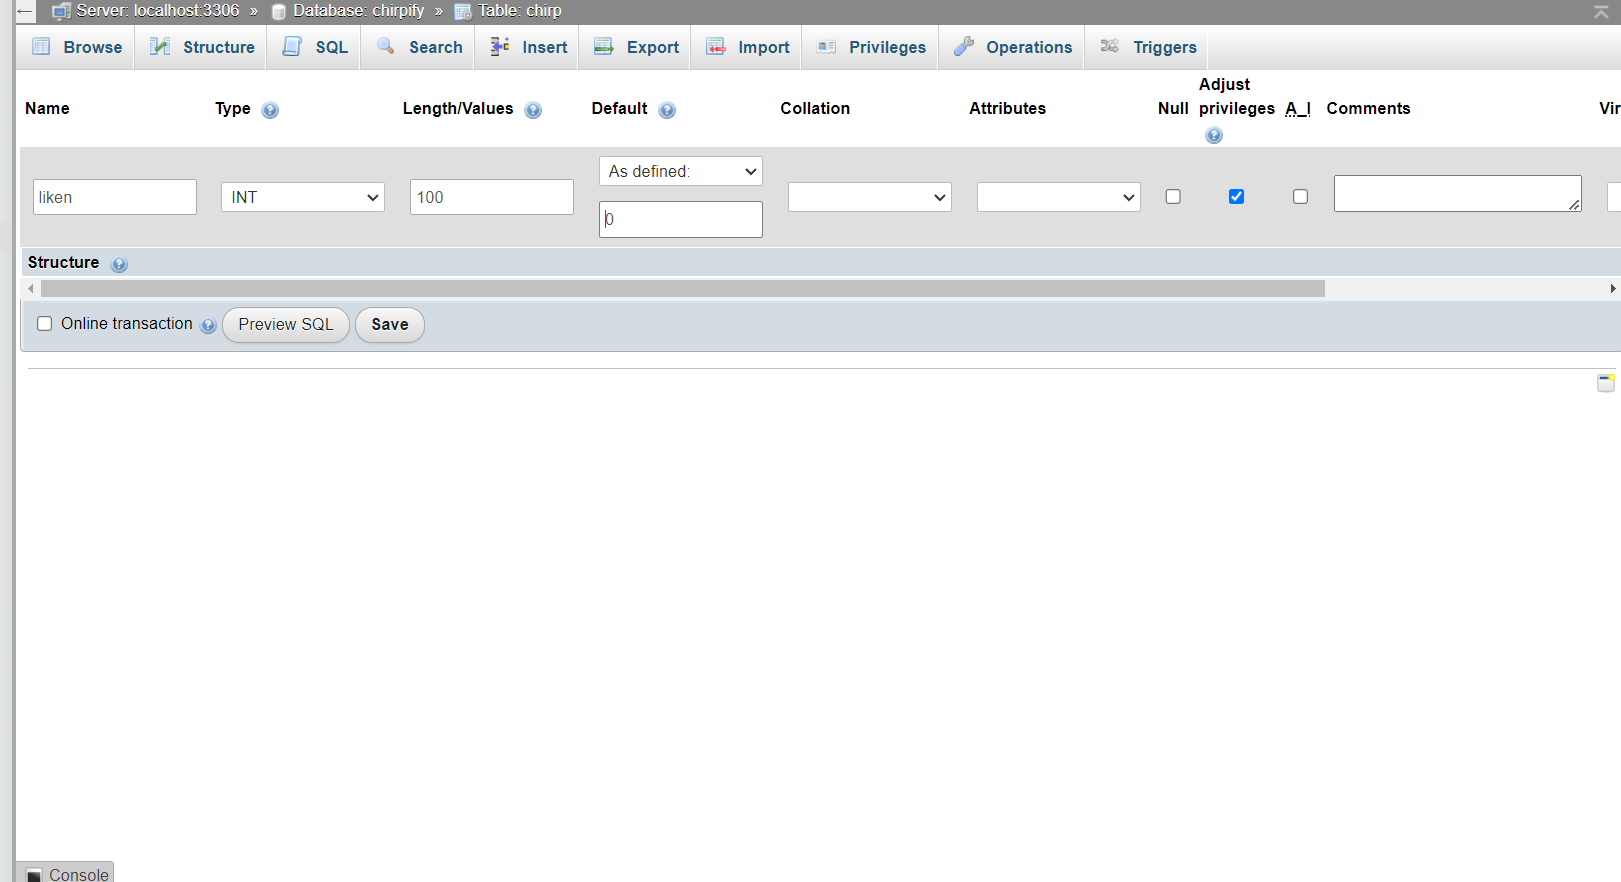 ← Server: localhost:3306 » Database: chirpify » Table: chirp
Browse Structure SQL Search Insert Export Import Privileges Operations Triggers
Name Type Length/Values Default Collation Attributes Null Adjust privileges A_I Comments Vir
liken INT 100 As defined:
0
Structure
Online transaction Preview SQL Save
Console